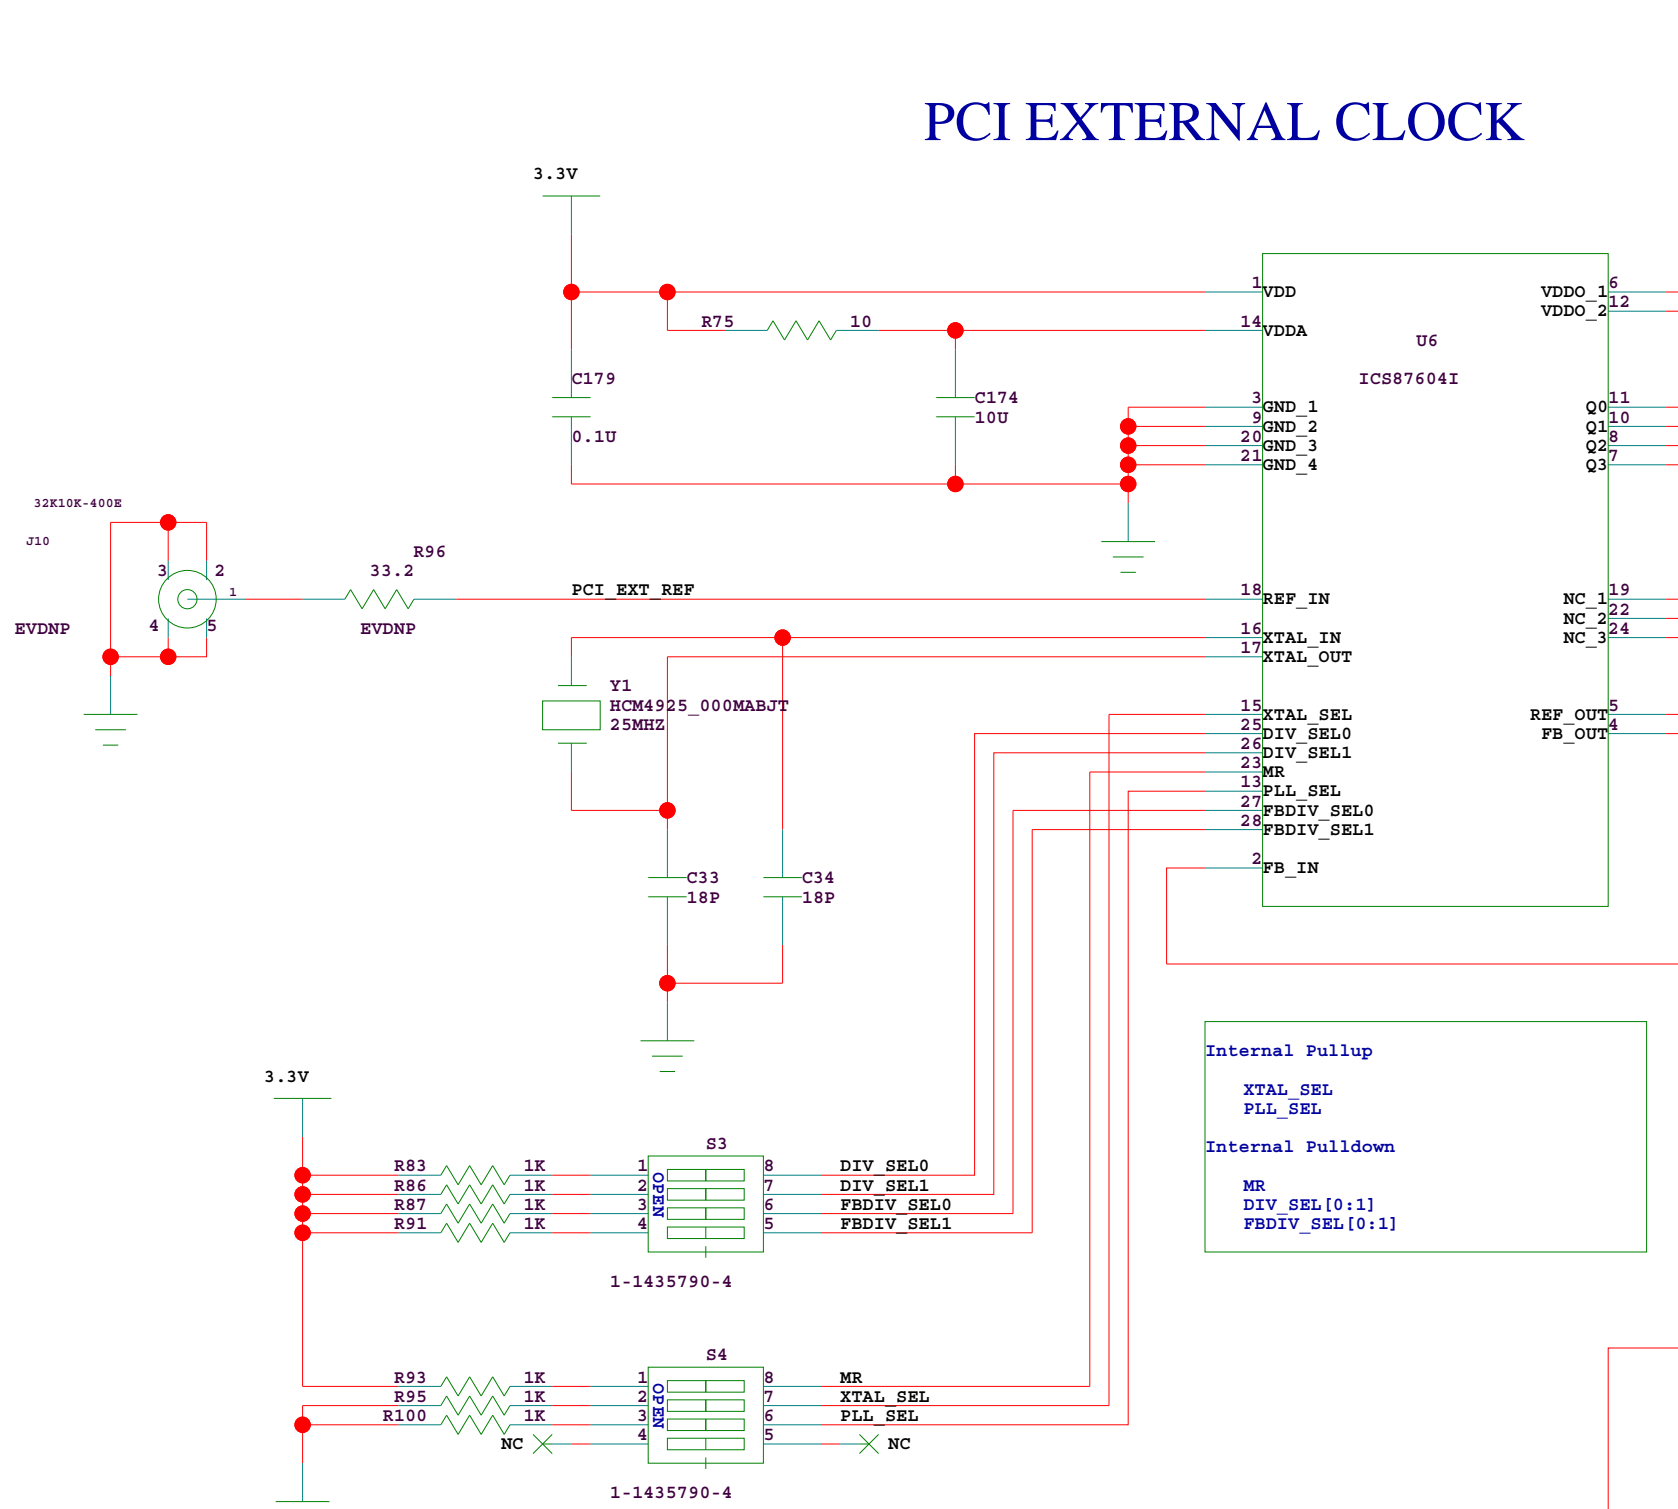 PCI EXTERNAL CLOCK
3.3V
1 VDD VDDO_1 6
VDDO_2 12
R75 10 14 VDDA
U6
C179 ICS87604I
C174
10U
0.1U
3 GND_1 Q0 11
9 GND_2 Q1 10
20 GND_3 Q2 8
21 GND_4 Q3 7
32K10K-400E
J10
R96
3 2 33.2
1 PCI_EXT_REF 18 REF_IN NC_1 19
NC_2 22
4 5
EVDNP EVDNP
16 XTAL_IN NC_3 24
17 XTAL_OUT
Y1
HCM4925_000MABJT
25MHZ
15 XTAL_SEL REF_OUT 5
25 DIV_SEL0 FB_OUT 4
26 DIV_SEL1
23 MR
13 PLL_SEL
27 FBDIV_SEL0
28 FBDIV_SEL1
2 FB_IN
C33 C34
18P 18P
Internal Pullup
XTAL_SEL
PLL_SEL
Internal Pulldown
MR
DIV_SEL[0:1]
FBDIV_SEL[0:1]
3.3V
S3
R83 1K 1 8 DIV_SEL0
R86 1K 2 7 DIV_SEL1
R87 1K 3 6 FBDIV_SEL0
R91 1K 4 5 FBDIV_SEL1
OPEN
1-1435790-4
S4
R93 1K 1 8 MR
R95 1K 2 7 XTAL_SEL
R100 1K 3 6 PLL_SEL
NC 4 5 NC
OPEN
1-1435790-4